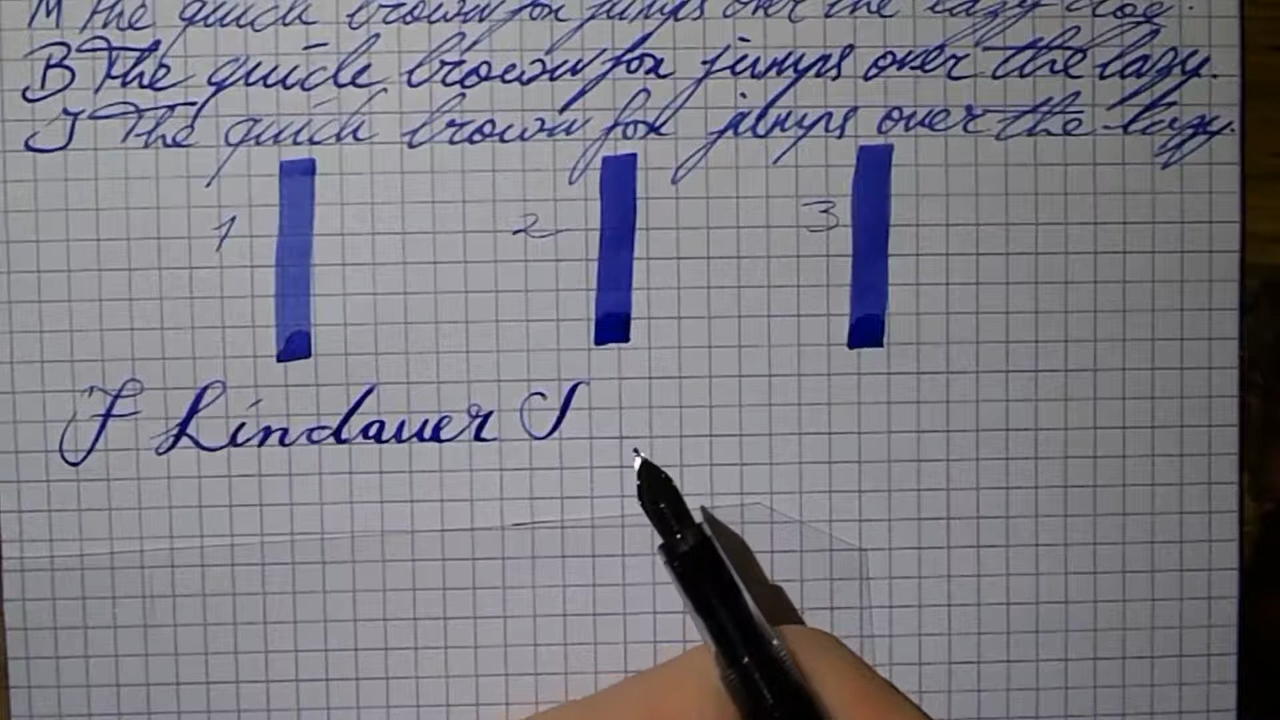 M The quick brown fox jumps over the lazy dog.
B The quick brown fox jumps over the lazy.
J The quick brown fox jumps over the lazy.
1 2 3
F Lindauer S